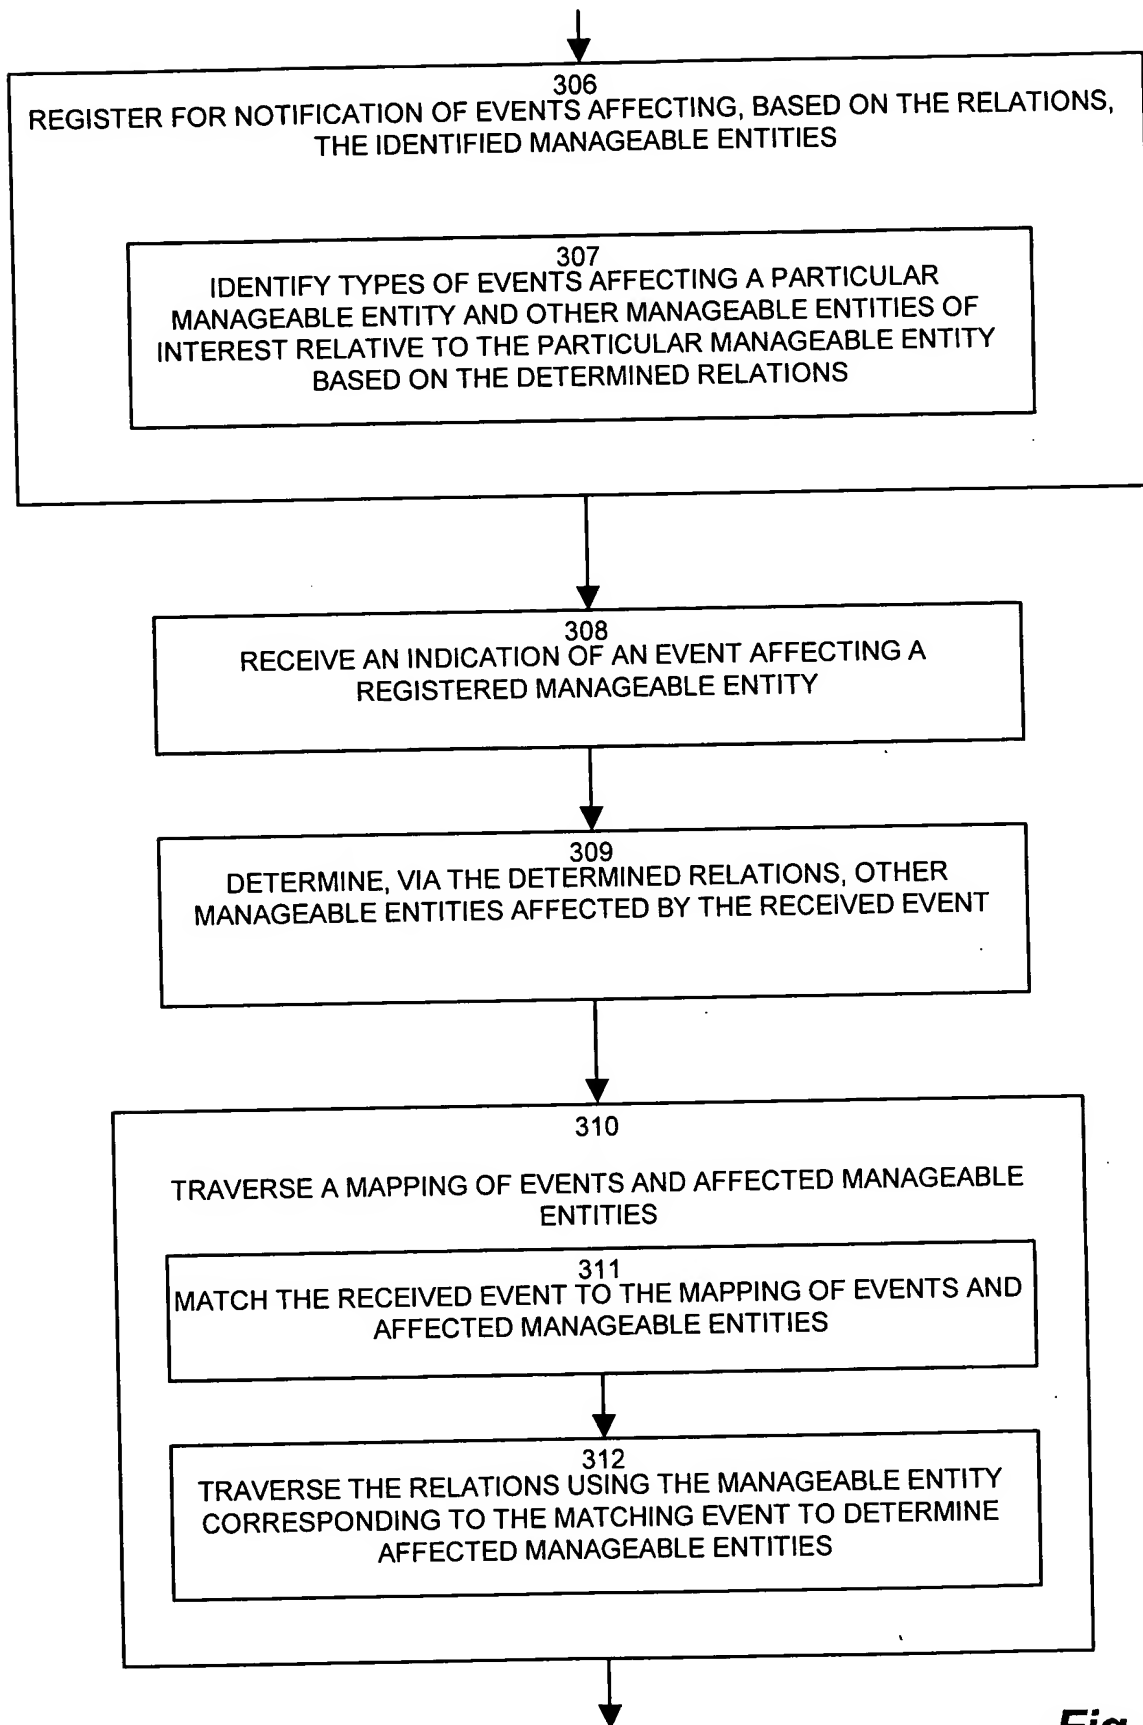 306
REGISTER FOR NOTIFICATION OF EVENTS AFFECTING, BASED ON THE RELATIONS,
THE IDENTIFIED MANAGEABLE ENTITIES
307
IDENTIFY TYPES OF EVENTS AFFECTING A PARTICULAR
MANAGEABLE ENTITY AND OTHER MANAGEABLE ENTITIES OF
INTEREST RELATIVE TO THE PARTICULAR MANAGEABLE ENTITY
BASED ON THE DETERMINED RELATIONS
308
RECEIVE AN INDICATION OF AN EVENT AFFECTING A
REGISTERED MANAGEABLE ENTITY
309
DETERMINE, VIA THE DETERMINED RELATIONS, OTHER
MANAGEABLE ENTITIES AFFECTED BY THE RECEIVED EVENT
310
TRAVERSE A MAPPING OF EVENTS AND AFFECTED MANAGEABLE
ENTITIES
311
MATCH THE RECEIVED EVENT TO THE MAPPING OF EVENTS AND
AFFECTED MANAGEABLE ENTITIES
312
TRAVERSE THE RELATIONS USING THE MANAGEABLE ENTITY
CORRESPONDING TO THE MATCHING EVENT TO DETERMINE
AFFECTED MANAGEABLE ENTITIES
Fig